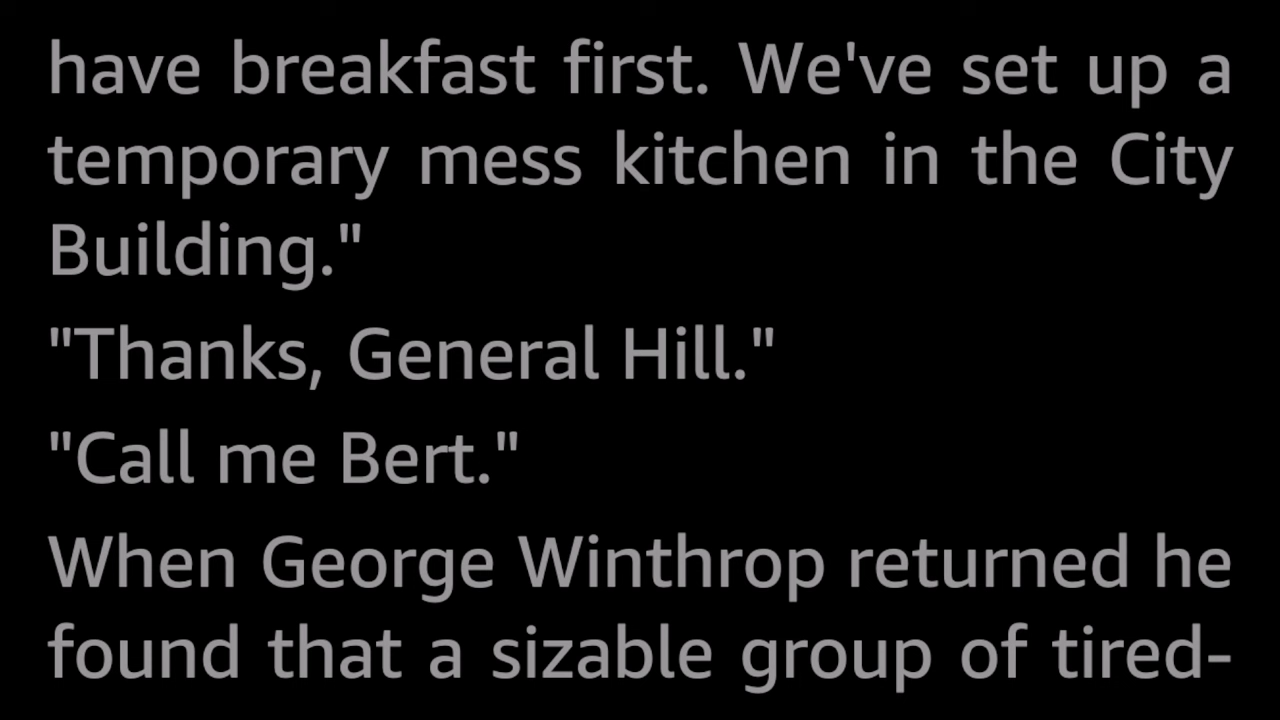 have breakfast first. We've set up a
temporary mess kitchen in the City
Building."
"Thanks, General Hill."
"Call me Bert."
When George Winthrop returned he
found that a sizable group of tired-